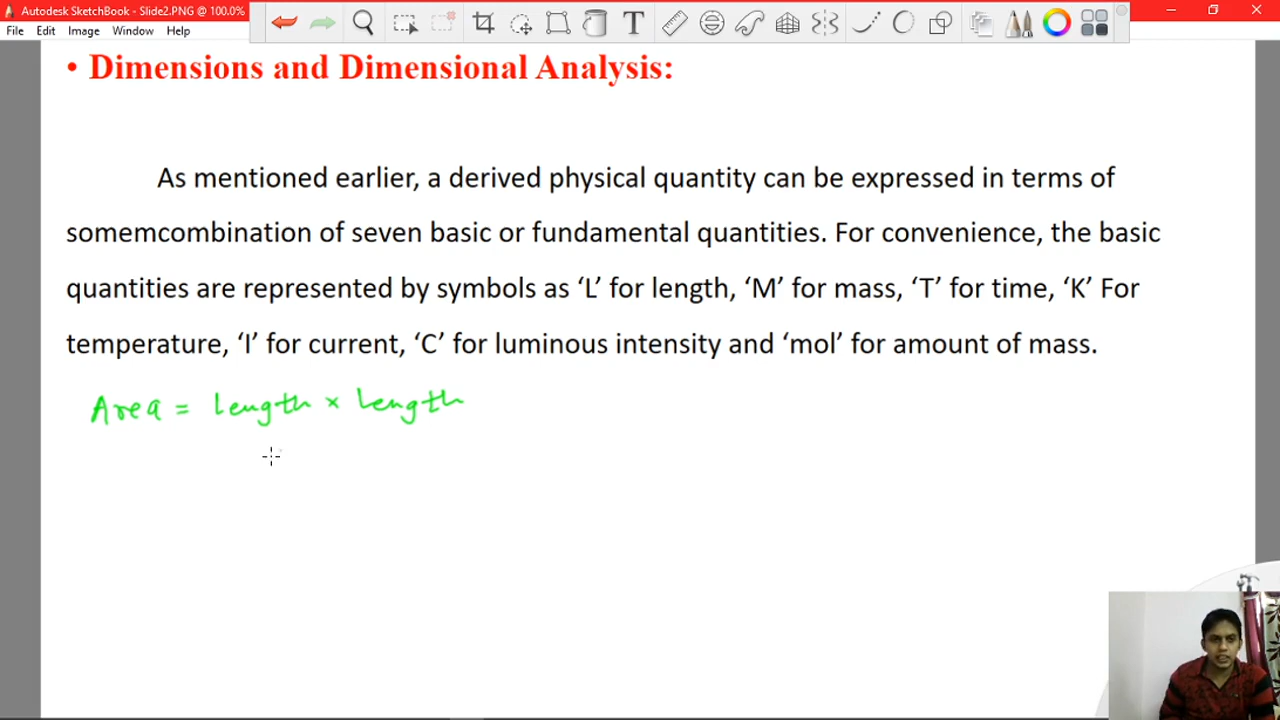 Autodesk SketchBook - Slide2.PNG @ 100.0%
File Edit Image Window Help
• Dimensions and Dimensional Analysis:
As mentioned earlier, a derived physical quantity can be expressed in terms of
somemcombination of seven basic or fundamental quantities. For convenience, the basic
quantities are represented by symbols as ‘L’ for length, ‘M’ for mass, ‘T’ for time, ‘K’ For
temperature, ‘I’ for current, ‘C’ for luminous intensity and ‘mol’ for amount of mass.
Area = length × length